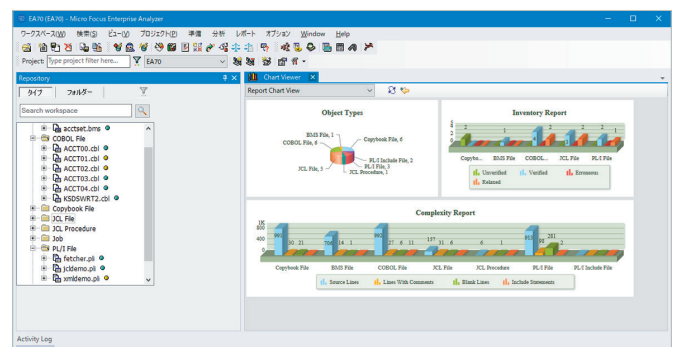 EA70 (EA70) - Micro Focus Enterprise Analyzer
ワークスペース(W) 検索(S) ビュー(V) プロジェクト(P) 準備 分析 レポート オプション Window Help
Project: Type project filter here... EA70
Repository
タイプ フォルダー
Search workspace
acctset.bms
COBOL File
ACCT00.cbl
ACCT01.cbl
ACCT02.cbl
ACCT03.cbl
ACCT04.cbl
KSDSWRT2.cbl
Copybook File
JCL File
JCL Procedure
Job
PL/I File
fetcher.pli
jckdemo.pli
xmldemo.pli
Activity Log
Chart Viewer
Report Chart View
Object Types
BMS File, 1
COBOL File, 6
Copybook File, 6
PL/I Include File, 2
PL/I File, 3
JCL Procedure, 1
JCL File, 5
Inventory Report
Copybo... BMS File COBOL... JCL File PL/I File
Unverified Verified Erroneous
Relaxed
Complexity Report
1K
800
400
0
Copybook File BMS File COBOL File JCL File JCL Procedure PL/I File PL/I Include File
Source Lines Lines With Comments Blank Lines Include Statements